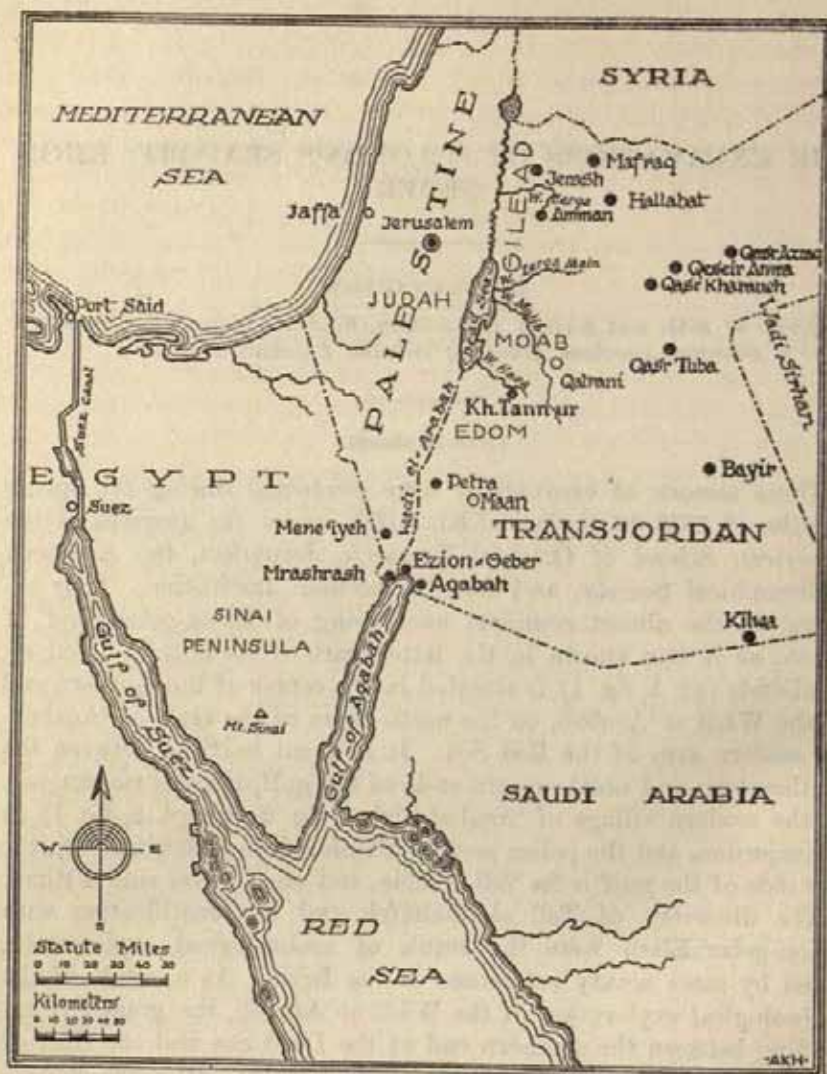 SYRIA
MEDITERRANEAN
SEA
PALESTINE
GILEAD
Mafraq
Jerash
Hallabat
Amman
Jaffa
Jerusalem
Qasr Azraq
Qasr Kharaneh
JUDAH
Port Said
MOAB
Wadi Sirhan
Qasr Tuba
Qatrani
Suez Canal
Kh. Tannur
EDOM
Wadi el-Arabah
EGYPT
Petra
Bayir
Maan
Suez
TRANSJORDAN
Mene'iyeh
Ezion-Geber
Mrashrash
Aqabah
Kilwa
SINAI
PENINSULA
Gulf of Suez
Gulf of Aqabah
Mt. Sinai
SAUDI ARABIA
W E
S
RED
SEA
Statute Miles
Kilometers
-AKH-